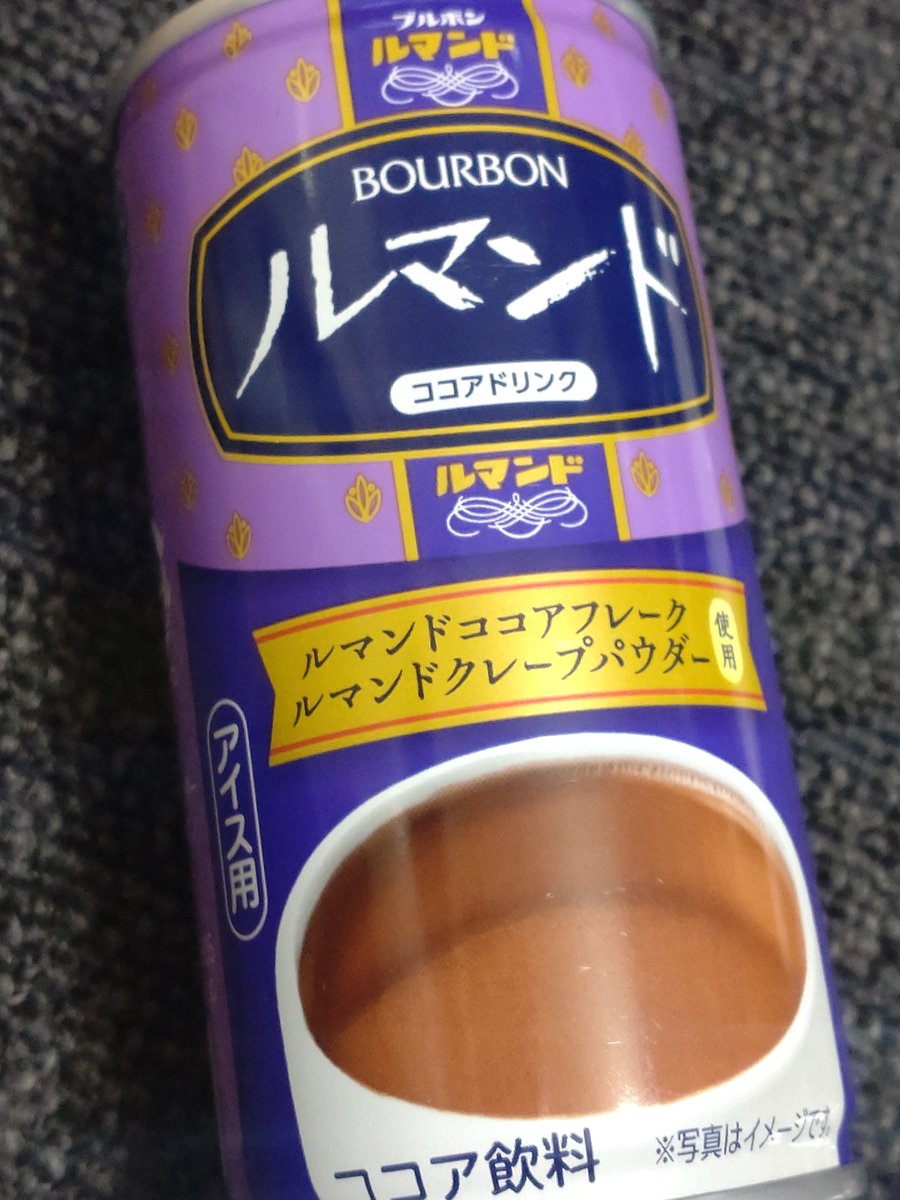 ブルボン
ルマンド
BOURBON
ルマンド
ココアドリンク
ルマンド
ルマンドココアフレーク
ルマンドクレープパウダー
使用
アイス用
ココア飲料
※写真はイメージです。